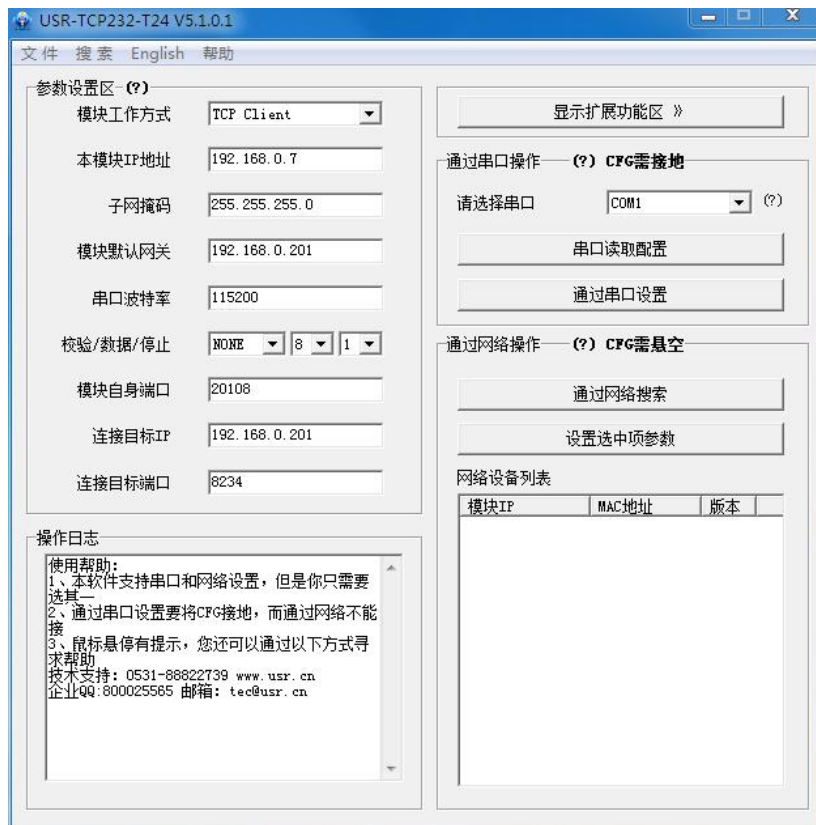 USR-TCP232-T24 V5.1.0.1
文件 搜索 English 帮助
参数设置区 (?)
模块工作方式 TCP Client
本模块IP地址 192.168.0.7
子网掩码 255.255.255.0
模块默认网关 192.168.0.201
串口波特率 115200
校验/数据/停止 NONE 8 1
模块自身端口 20108
连接目标IP 192.168.0.201
连接目标端口 8234
操作日志
使用帮助:
1、本软件支持串口和网络设置，但是你只需要
选其一
2、通过串口设置要将CFG接地，而通过网络不能
接
3、鼠标悬停有提示，您还可以通过以下方式寻
求帮助
技术支持: 0531-88822739 www.usr.cn
企业QQ:800025565 邮箱: tec@usr.cn
显示扩展功能区 》
通过串口操作 (?) CFG需接地
请选择串口 COM1 (?)
串口读取配置
通过串口设置
通过网络操作 (?) CFG需悬空
通过网络搜索
设置选中项参数
网络设备列表
模块IP MAC地址 版本